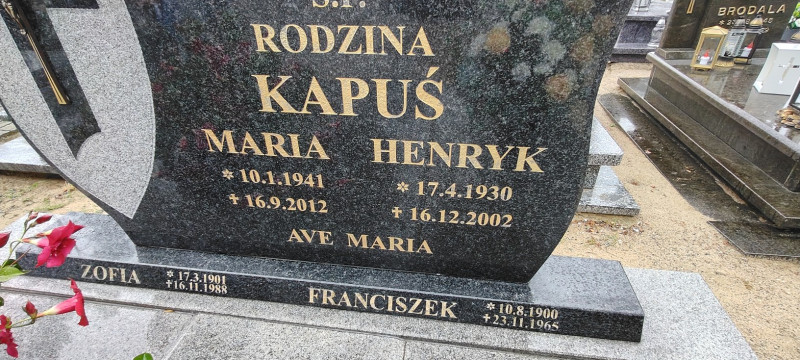 Ś.P.
RODZINA
KAPUŚ
MARIA HENRYK
* 10.1.1941 * 17.4.1930
✝ 16.9.2012 ✝ 16.12.2002
AVE MARIA
ZOFIA * 17.3.1901
✝ 16.11.1988
FRANCISZEK * 10.8.1900
✝ 23.11.1965
BRODALA